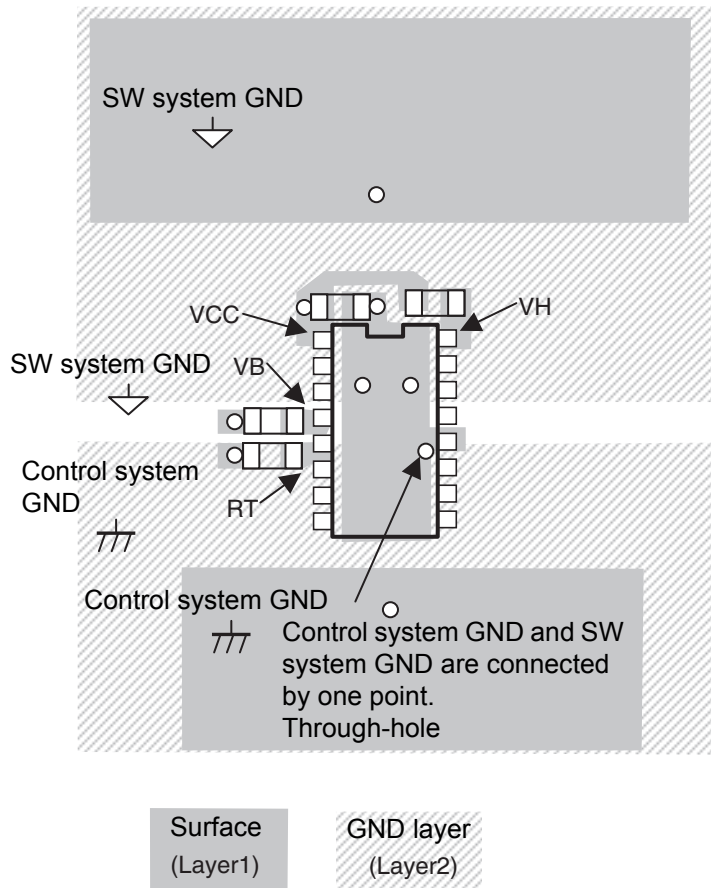 SW system GND
VCC
VH
SW system GND
VB
Control system
GND
RT
Control system GND
Control system GND and SW
system GND are connected
by one point.
Through-hole
Surface
(Layer1)
GND layer
(Layer2)